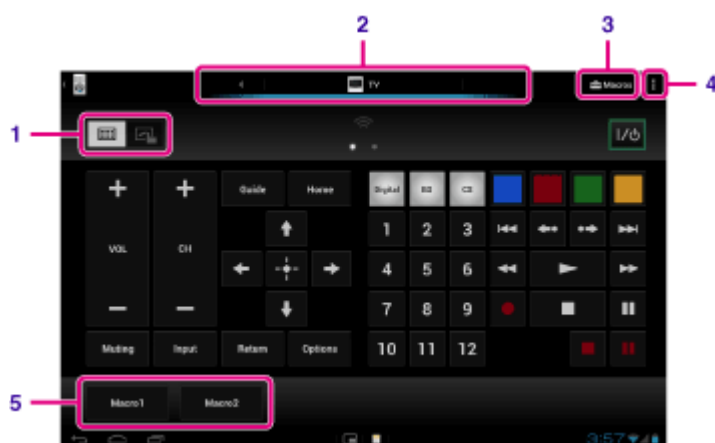 2
3
4
TV
Macros
1
Guide
Home
Digital
BS
CS
VOL
CH
1
2
3
4
5
6
7
8
9
Muting
Input
Return
Options
10
11
12
5
Macro1
Macro2
3:57